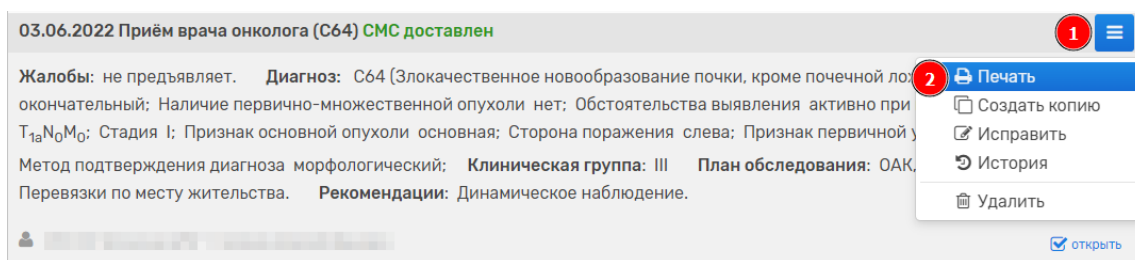 03.06.2022 Приём врача онколога (C64) СМС доставлен
1
Жалобы: не предъявляет. Диагноз: C64 (Злокачественное новообразование почки, кроме почечной
2 Печать
окончательный; Наличие первично-множественной опухоли нет; Обстоятельства выявления активно при
Создать копию
T1aN0M0; Стадия I; Признак основной опухоли основная; Сторона поражения слева; Признак первичной
Исправить
Метод подтверждения диагноза морфологический; Клиническая группа: III План обследования: ОАК,
История
Перевязки по месту жительства. Рекомендации: Динамическое наблюдение.
Удалить
открыть